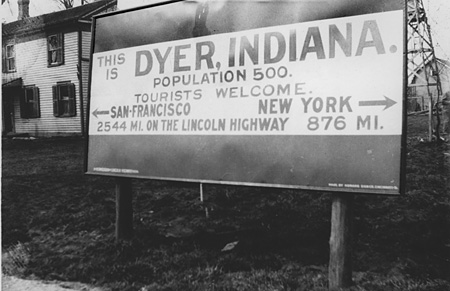 THIS IS DYER, INDIANA.
POPULATION 500.
TOURISTS WELCOME.
SAN-FRANCISCO NEW YORK
2544 MI. ON THE LINCOLN HIGHWAY 876 MI.